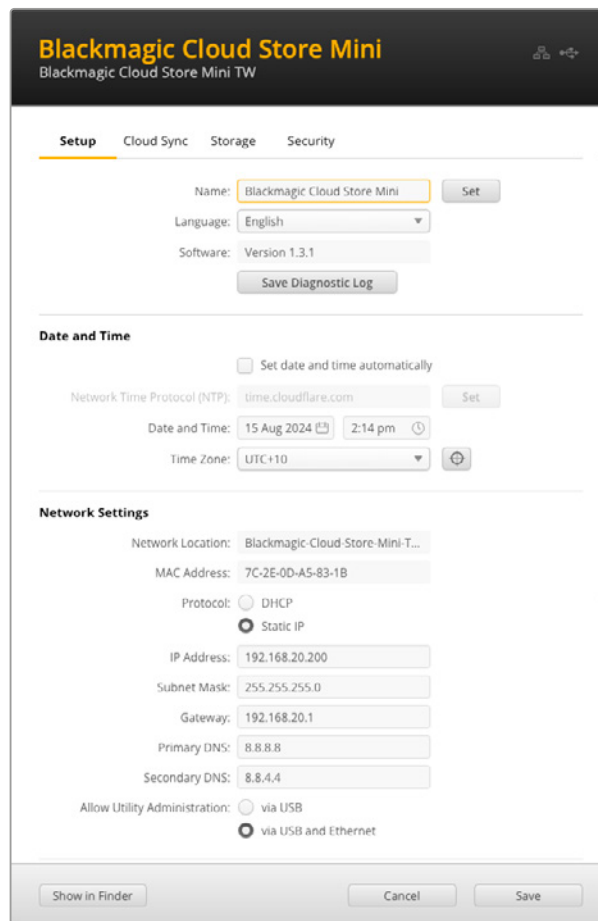 Blackmagic Cloud Store Mini
Blackmagic Cloud Store Mini TW
Setup Cloud Sync Storage Security
Name: Blackmagic Cloud Store Mini Set
Language: English
Software: Version 1.3.1
Save Diagnostic Log
Date and Time
Set date and time automatically
Network Time Protocol (NTP): time.cloudflare.com Set
Date and Time: 15 Aug 2024 2:14 pm
Time Zone: UTC+10
Network Settings
Network Location: Blackmagic-Cloud-Store-Mini-T...
MAC Address: 7C-2E-0D-A5-83-1B
Protocol: DHCP
Static IP
IP Address: 192.168.20.200
Subnet Mask: 255.255.255.0
Gateway: 192.168.20.1
Primary DNS: 8.8.8.8
Secondary DNS: 8.8.4.4
Allow Utility Administration: via USB
via USB and Ethernet
Show in Finder Cancel Save